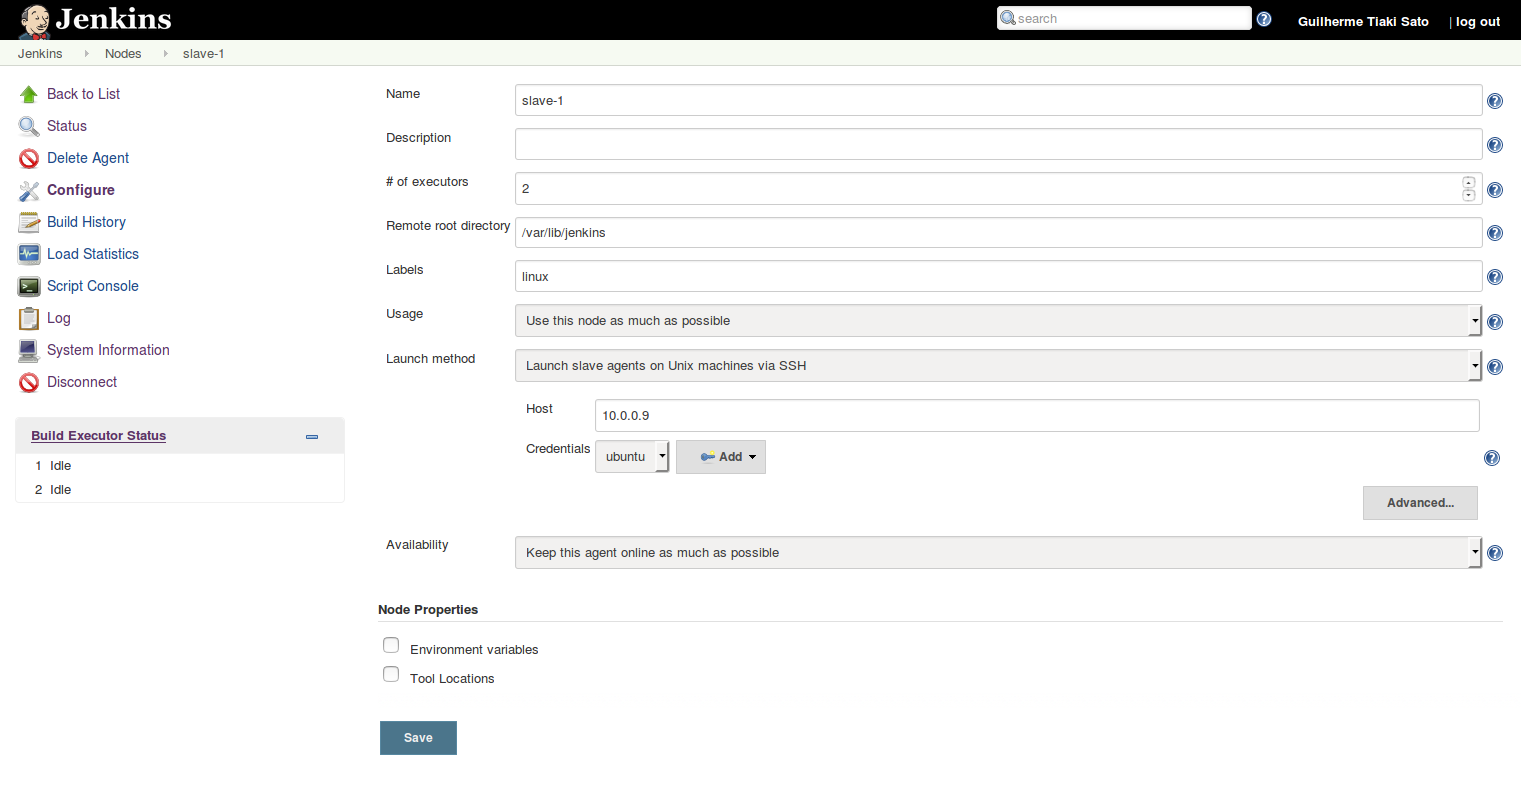 Jenkins
search
Guilherme Tiaki Sato | log out
Jenkins Nodes slave-1
Back to List
Status
Delete Agent
Configure
Build History
Load Statistics
Script Console
Log
System Information
Disconnect
Build Executor Status
1 Idle
2 Idle
Name slave-1
Description
# of executors 2
Remote root directory /var/lib/jenkins
Labels linux
Usage Use this node as much as possible
Launch method Launch slave agents on Unix machines via SSH
Host 10.0.0.9
Credentials ubuntu Add
Advanced...
Availability Keep this agent online as much as possible
Node Properties
Environment variables
Tool Locations
Save